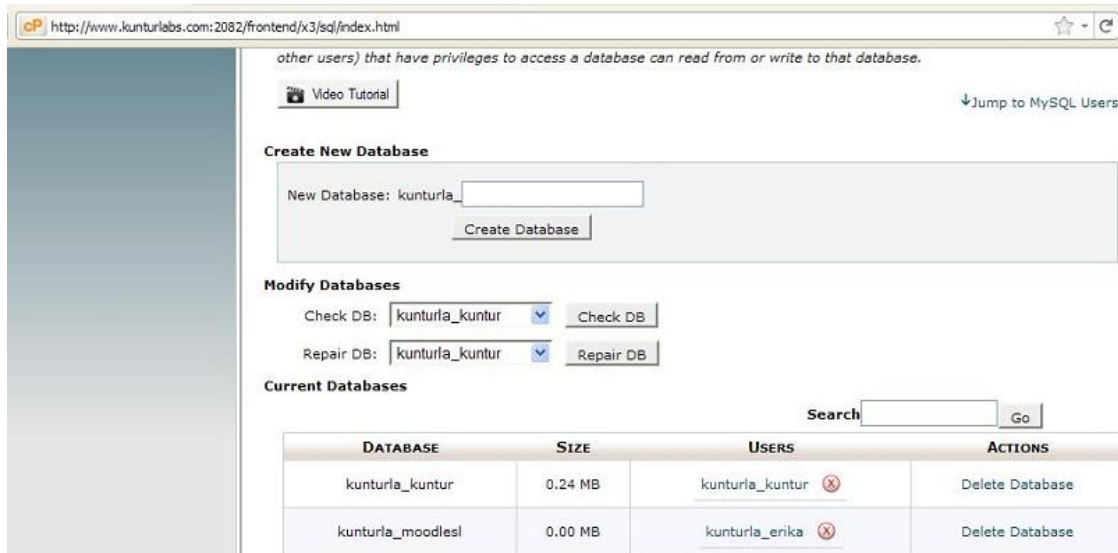 cP http://www.kunturlabs.com:2082/frontend/x3/sql/index.html
other users) that have privileges to access a database can read from or write to that database.
Video Tutorial
Jump to MySQL Users
Create New Database
New Database: kunturla_
Create Database
Modify Databases
Check DB: kunturla_kuntur Check DB
Repair DB: kunturla_kuntur Repair DB
Current Databases
Search Go
DATABASE SIZE USERS ACTIONS
kunturla_kuntur 0.24 MB kunturla_kuntur Delete Database
kunturla_moodlesl 0.00 MB kunturla_erika Delete Database